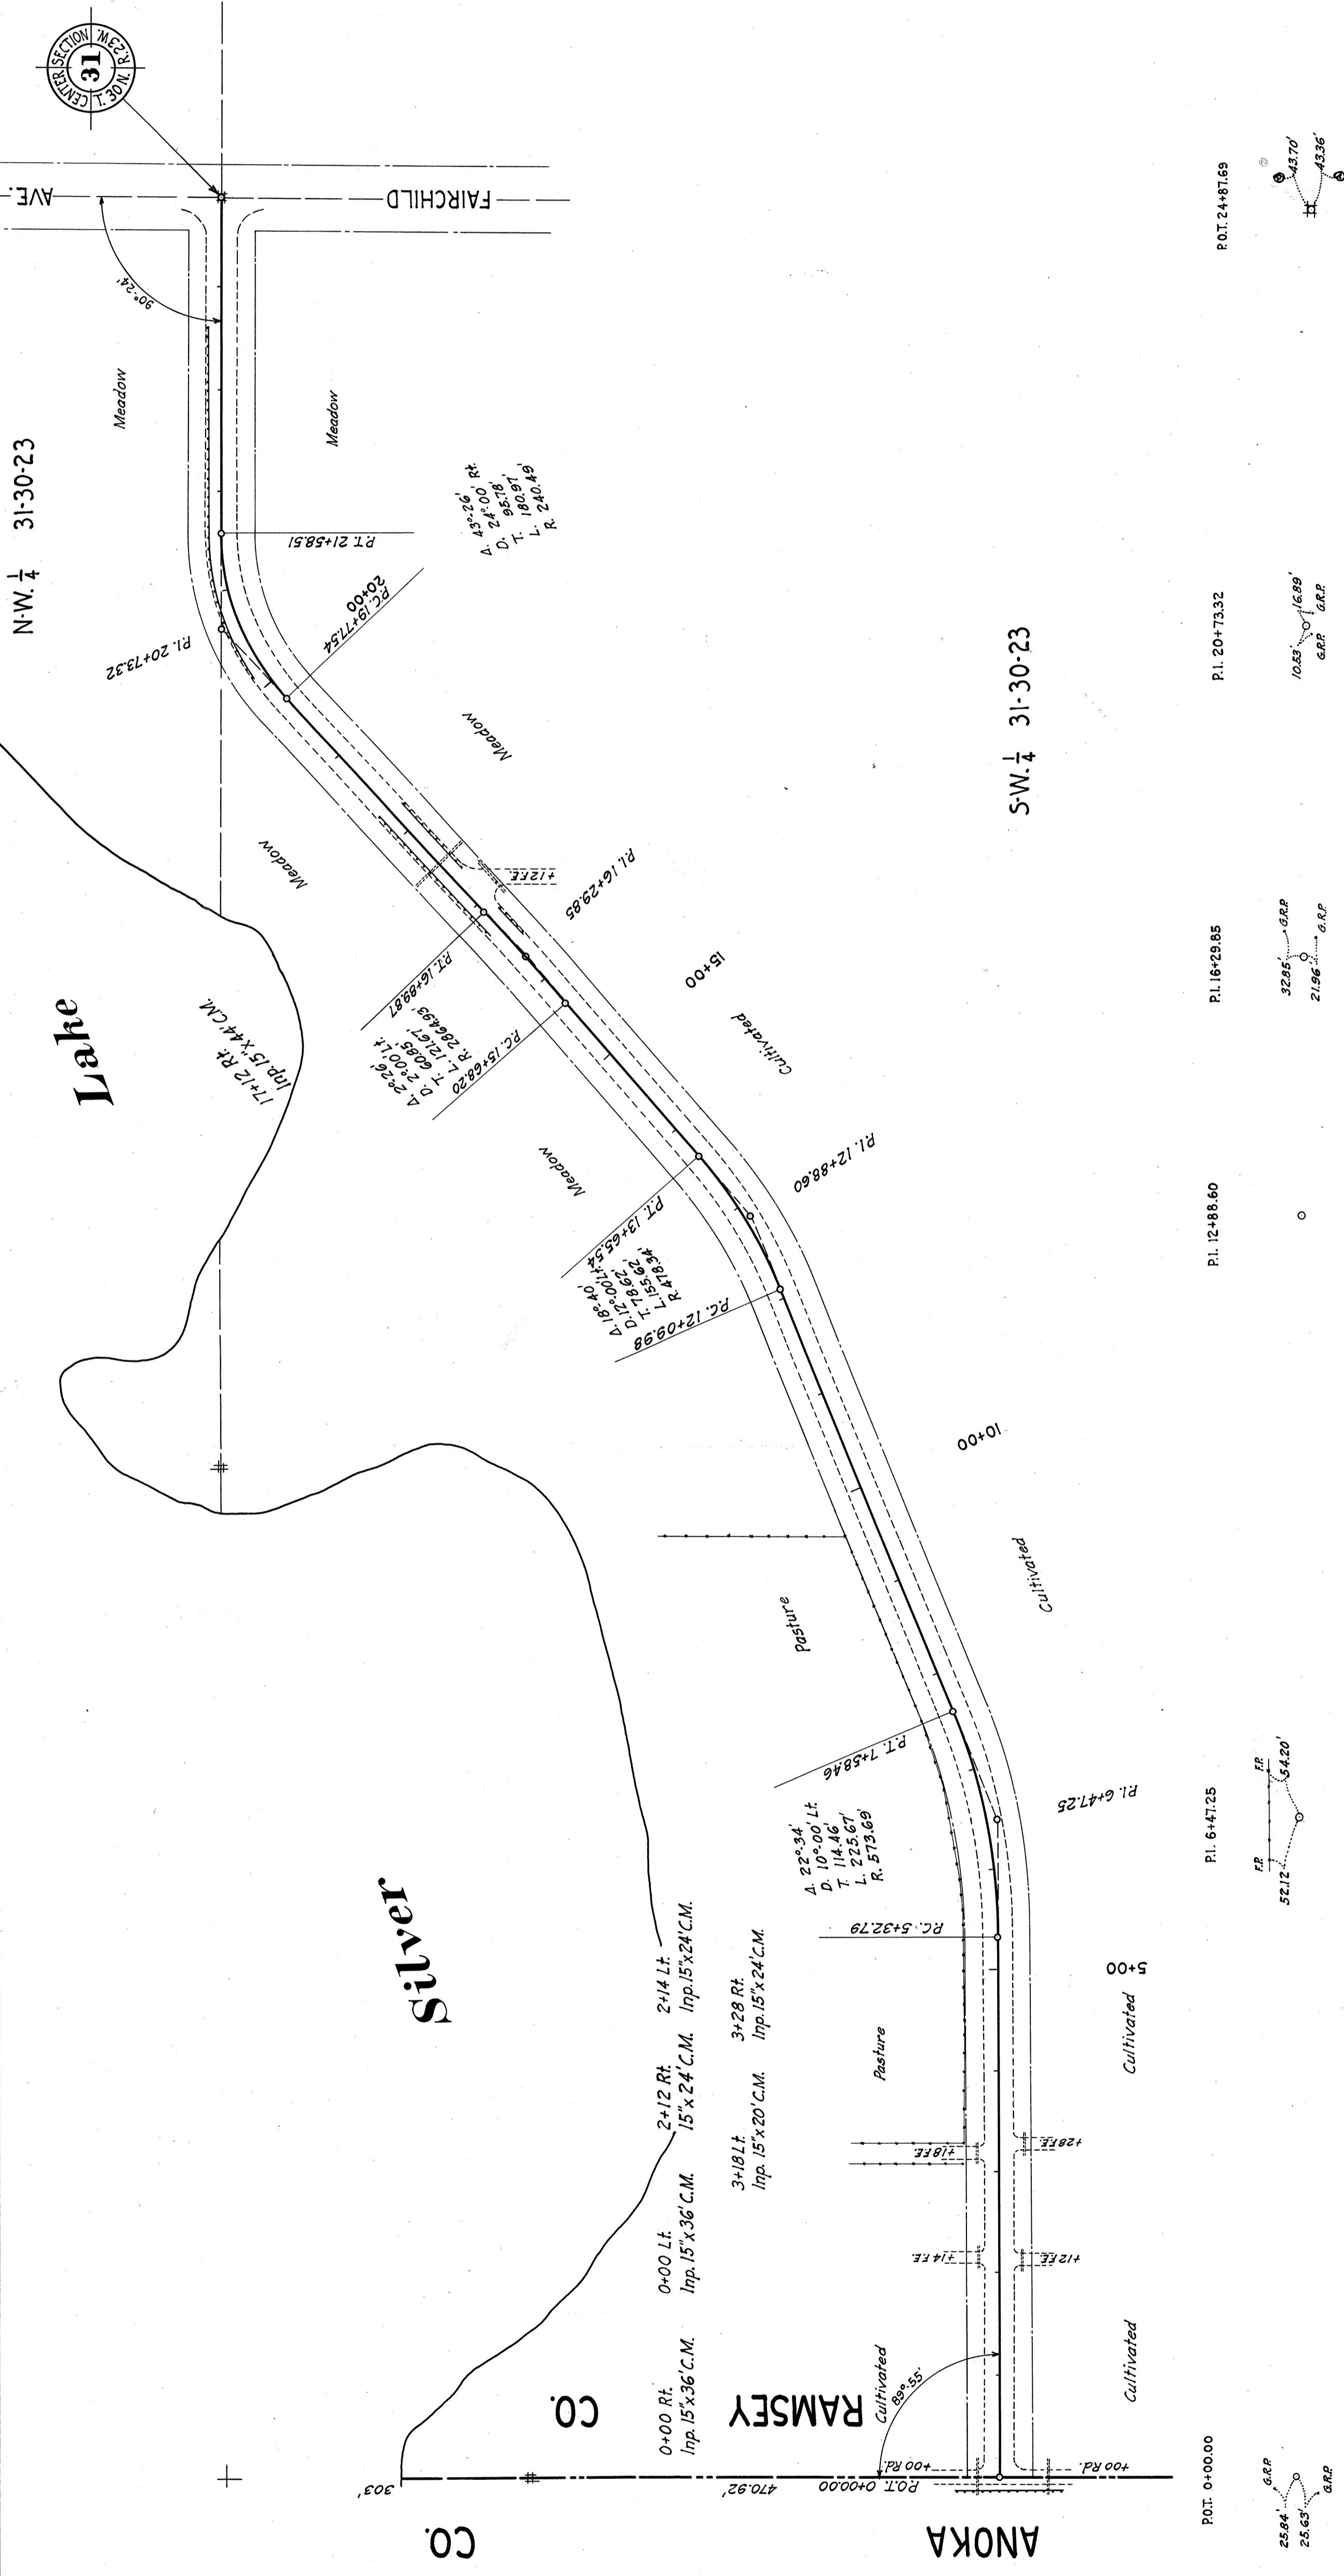 CENTER SECTION
31
T. 30 N. R. 23 W.
AVE.
FAIRCHILD
90°-24'
N-W. 1/4 31-30-23
Meadow
Meadow
P.T. 21+58.51
Δ. 43°-26'
D. 24°-00' Rt.
T. 95.78'
L. 180.97'
R. 240.49'
P.I. 20+73.32
20+00
P.C. 19+77.54
Meadow
Meadow
S-W. 1/4 31-30-23
Lake
17+12 Rt.
Inp. 15"x44' C.M.
+12 F.E.
P.I. 16+29.85
P.T. 16+89.87
Δ. 2°-26'
D. 2°-00' Lt.
T. 60.85'
L. 121.67'
R. 2864.93'
P.C. 15+68.20
15+00
Cultivated
Meadow
P.I. 12+88.60
P.T. 13+65.54
Δ. 18°-40'
D. 12°-00' Lt.
T. 78.62'
L. 155.62'
R. 478.34'
P.C. 12+09.98
10+00
Cultivated
Pasture
P.T. 7+58.46
P.I. 6+47.25
Δ. 22°-34'
D. 10°-00' Lt.
T. 114.46'
L. 225.67'
R. 573.69'
P.C. 5+32.79
5+00
Silver
Pasture
Cultivated
0+00 Rt.
Inp. 15"x36' C.M.
0+00 Lt.
Inp. 15"x36' C.M.
2+12 Rt.
15"x24' C.M.
2+14 Lt.
Inp. 15"x24' C.M.
3+18 Lt.
Inp. 15"x20' C.M.
3+28 Rt.
Inp. 15"x24' C.M.
+18 F.E.
+28 F.E.
+14 F.E.
+12 F.E.
Cultivated
Cultivated
89°-55'
RAMSEY
CO.
+00 Rd.
+00 Rd.
P.O.T. 0+00.00
470.92'
303'
ANOKA
CO.
P.O.T. 0+00.00
25.84'
G.R.P.
25.63'
G.R.P.
P.I. 6+47.25
F.P.
F.P.
52.12'
54.20'
P.I. 12+88.60
P.I. 16+29.85
32.85'
G.R.P.
21.96'
G.R.P.
P.I. 20+73.32
10.53'
G.R.P.
16.89'
G.R.P.
P.O.T. 24+87.69
43.70'
43.36'